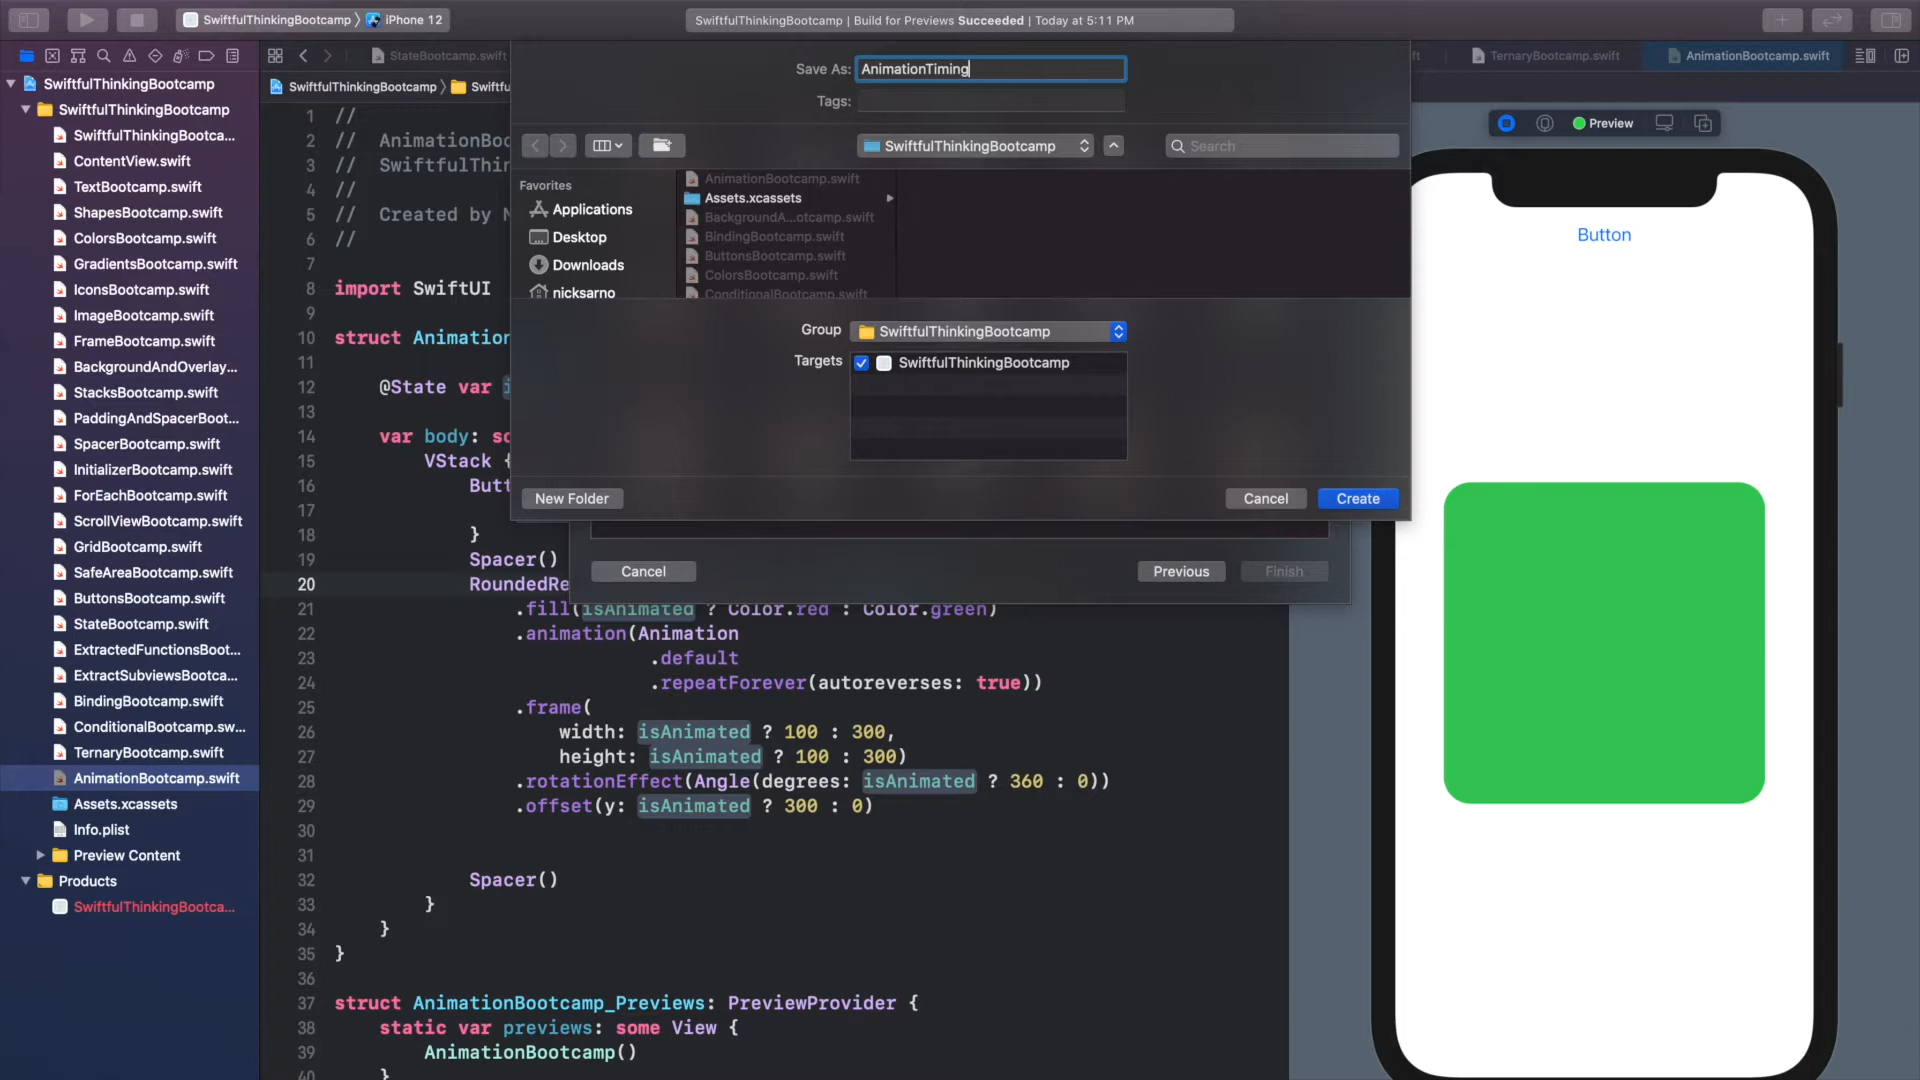 SwiftfulThinkingBootcamp 〉 iPhone 12
SwiftfulThinkingBootcamp | Build for Previews Succeeded | Today at 5:11 PM
StateBootcamp.swift
ft
TernaryBootcamp.swift
AnimationBootcamp.swift
SwiftfulThinkingBootcamp 〉 Swiftfu
Preview
SwiftfulThinkingBootcamp
SwiftfulThinkingBootcamp
SwiftfulThinkingBootca...
ContentView.swift
TextBootcamp.swift
ShapesBootcamp.swift
ColorsBootcamp.swift
GradientsBootcamp.swift
IconsBootcamp.swift
ImageBootcamp.swift
FrameBootcamp.swift
BackgroundAndOverlay...
StacksBootcamp.swift
PaddingAndSpacerBoot...
SpacerBootcamp.swift
InitializerBootcamp.swift
ForEachBootcamp.swift
ScrollViewBootcamp.swift
GridBootcamp.swift
SafeAreaBootcamp.swift
ButtonsBootcamp.swift
StateBootcamp.swift
ExtractedFunctionsBoot...
ExtractSubviewsBootca...
BindingBootcamp.swift
ConditionalBootcamp.sw...
TernaryBootcamp.swift
AnimationBootcamp.swift
Assets.xcassets
Info.plist
Preview Content
Products
SwiftfulThinkingBootca...
Save As: AnimationTiming
Tags:
SwiftfulThinkingBootcamp
Search
Favorites
Applications
Desktop
Downloads
nicksarno
AnimationBootcamp.swift
Assets.xcassets
BackgroundA...otcamp.swift
BindingBootcamp.swift
ButtonsBootcamp.swift
ColorsBootcamp.swift
ConditionalBootcamp.swift
Group SwiftfulThinkingBootcamp
Targets SwiftfulThinkingBootcamp
New Folder
Cancel
Create
Cancel
Previous
Finish
1 //
2 // AnimationBoo
3 // SwiftfulThin
4 //
5 // Created by N
6 //
7
8 import SwiftUI
9
10 struct Animation
11
12 @State var i
13
14 var body: so
15 VStack {
16 Butt
17
18 }
19 Spacer()
20 RoundedRe
21 .fill(isAnimated ? Color.red : Color.green)
22 .animation(Animation
23 .default
24 .repeatForever(autoreverses: true))
25 .frame(
26 width: isAnimated ? 100 : 300,
27 height: isAnimated ? 100 : 300)
28 .rotationEffect(Angle(degrees: isAnimated ? 360 : 0))
29 .offset(y: isAnimated ? 300 : 0)
30
31
32 Spacer()
33 }
34 }
35 }
36
37 struct AnimationBootcamp_Previews: PreviewProvider {
38 static var previews: some View {
39 AnimationBootcamp()
40 }
Button